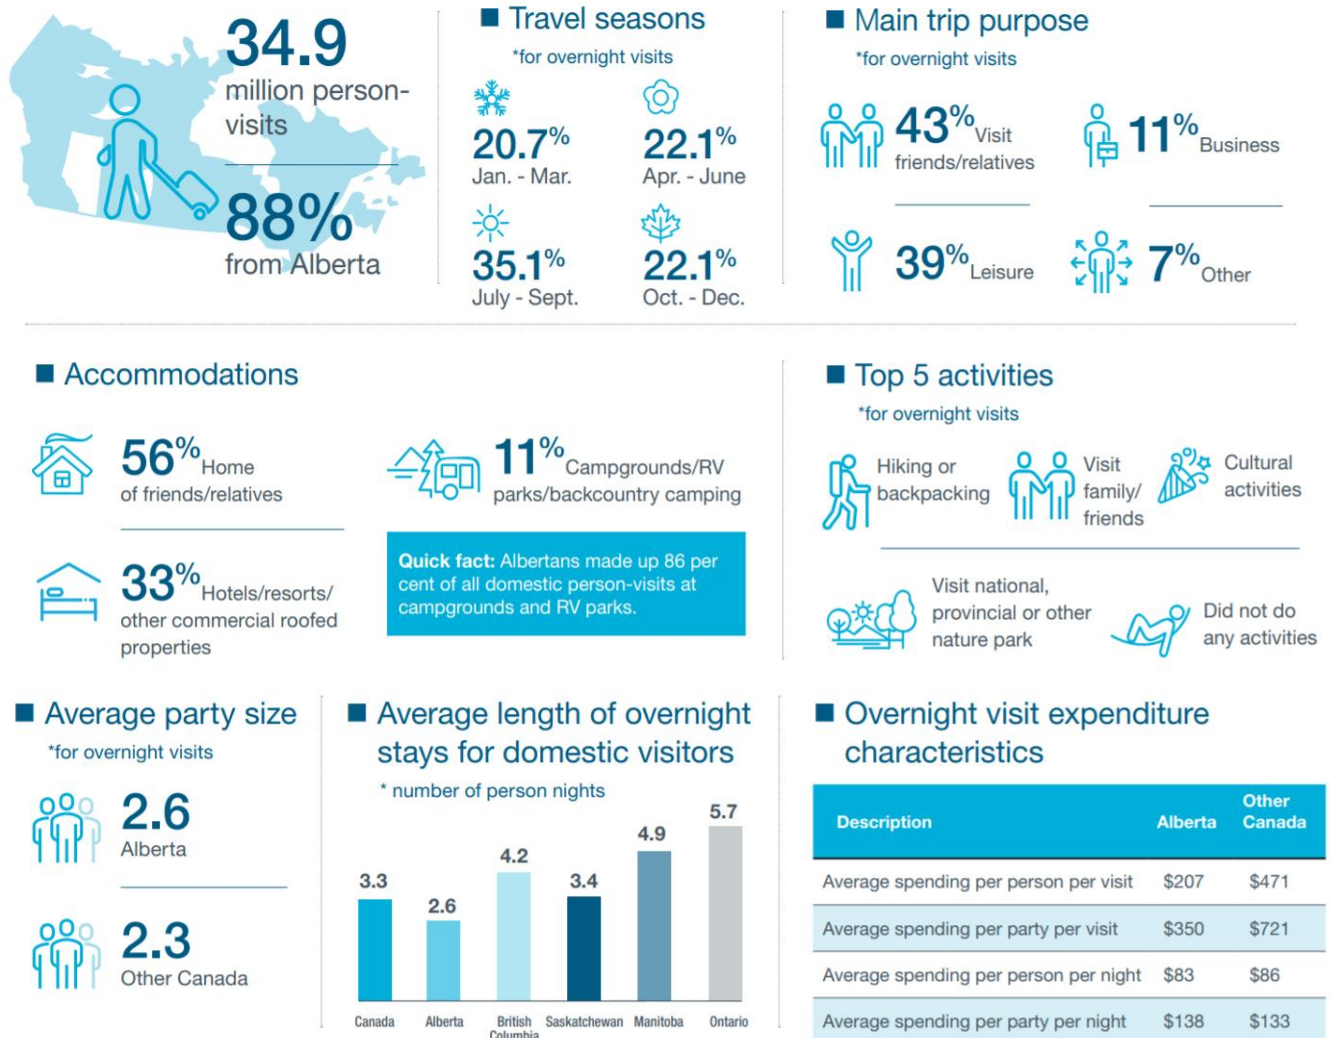 34.9
million person-
visits
88%
from Alberta
Travel seasons
*for overnight visits
20.7%
Jan. - Mar.
22.1%
Apr. - June
35.1%
July - Sept.
22.1%
Oct. - Dec.
Main trip purpose
*for overnight visits
43% Visit
friends/relatives
11% Business
39% Leisure
7% Other
Accommodations
56% Home
of friends/relatives
33% Hotels/resorts/
other commercial roofed
properties
11% Campgrounds/RV
parks/backcountry camping
Quick fact: Albertans made up 86 per
cent of all domestic person-visits at
campgrounds and RV parks.
Top 5 activities
*for overnight visits
Hiking or
backpacking
Visit
family/
friends
Cultural
activities
Visit national,
provincial or other
nature park
Did not do
any activities
Average party size
*for overnight visits
2.6
Alberta
2.3
Other Canada
Average length of overnight
stays for domestic visitors
* number of person nights
3.3
2.6
4.2
3.4
4.9
5.7
Canada
Alberta
British
Columbia
Saskatchewan
Manitoba
Ontario
Overnight visit expenditure
characteristics
Description Alberta Other
Canada
Average spending per person per visit $207 $471
Average spending per party per visit $350 $721
Average spending per person per night $83 $86
Average spending per party per night $138 $133